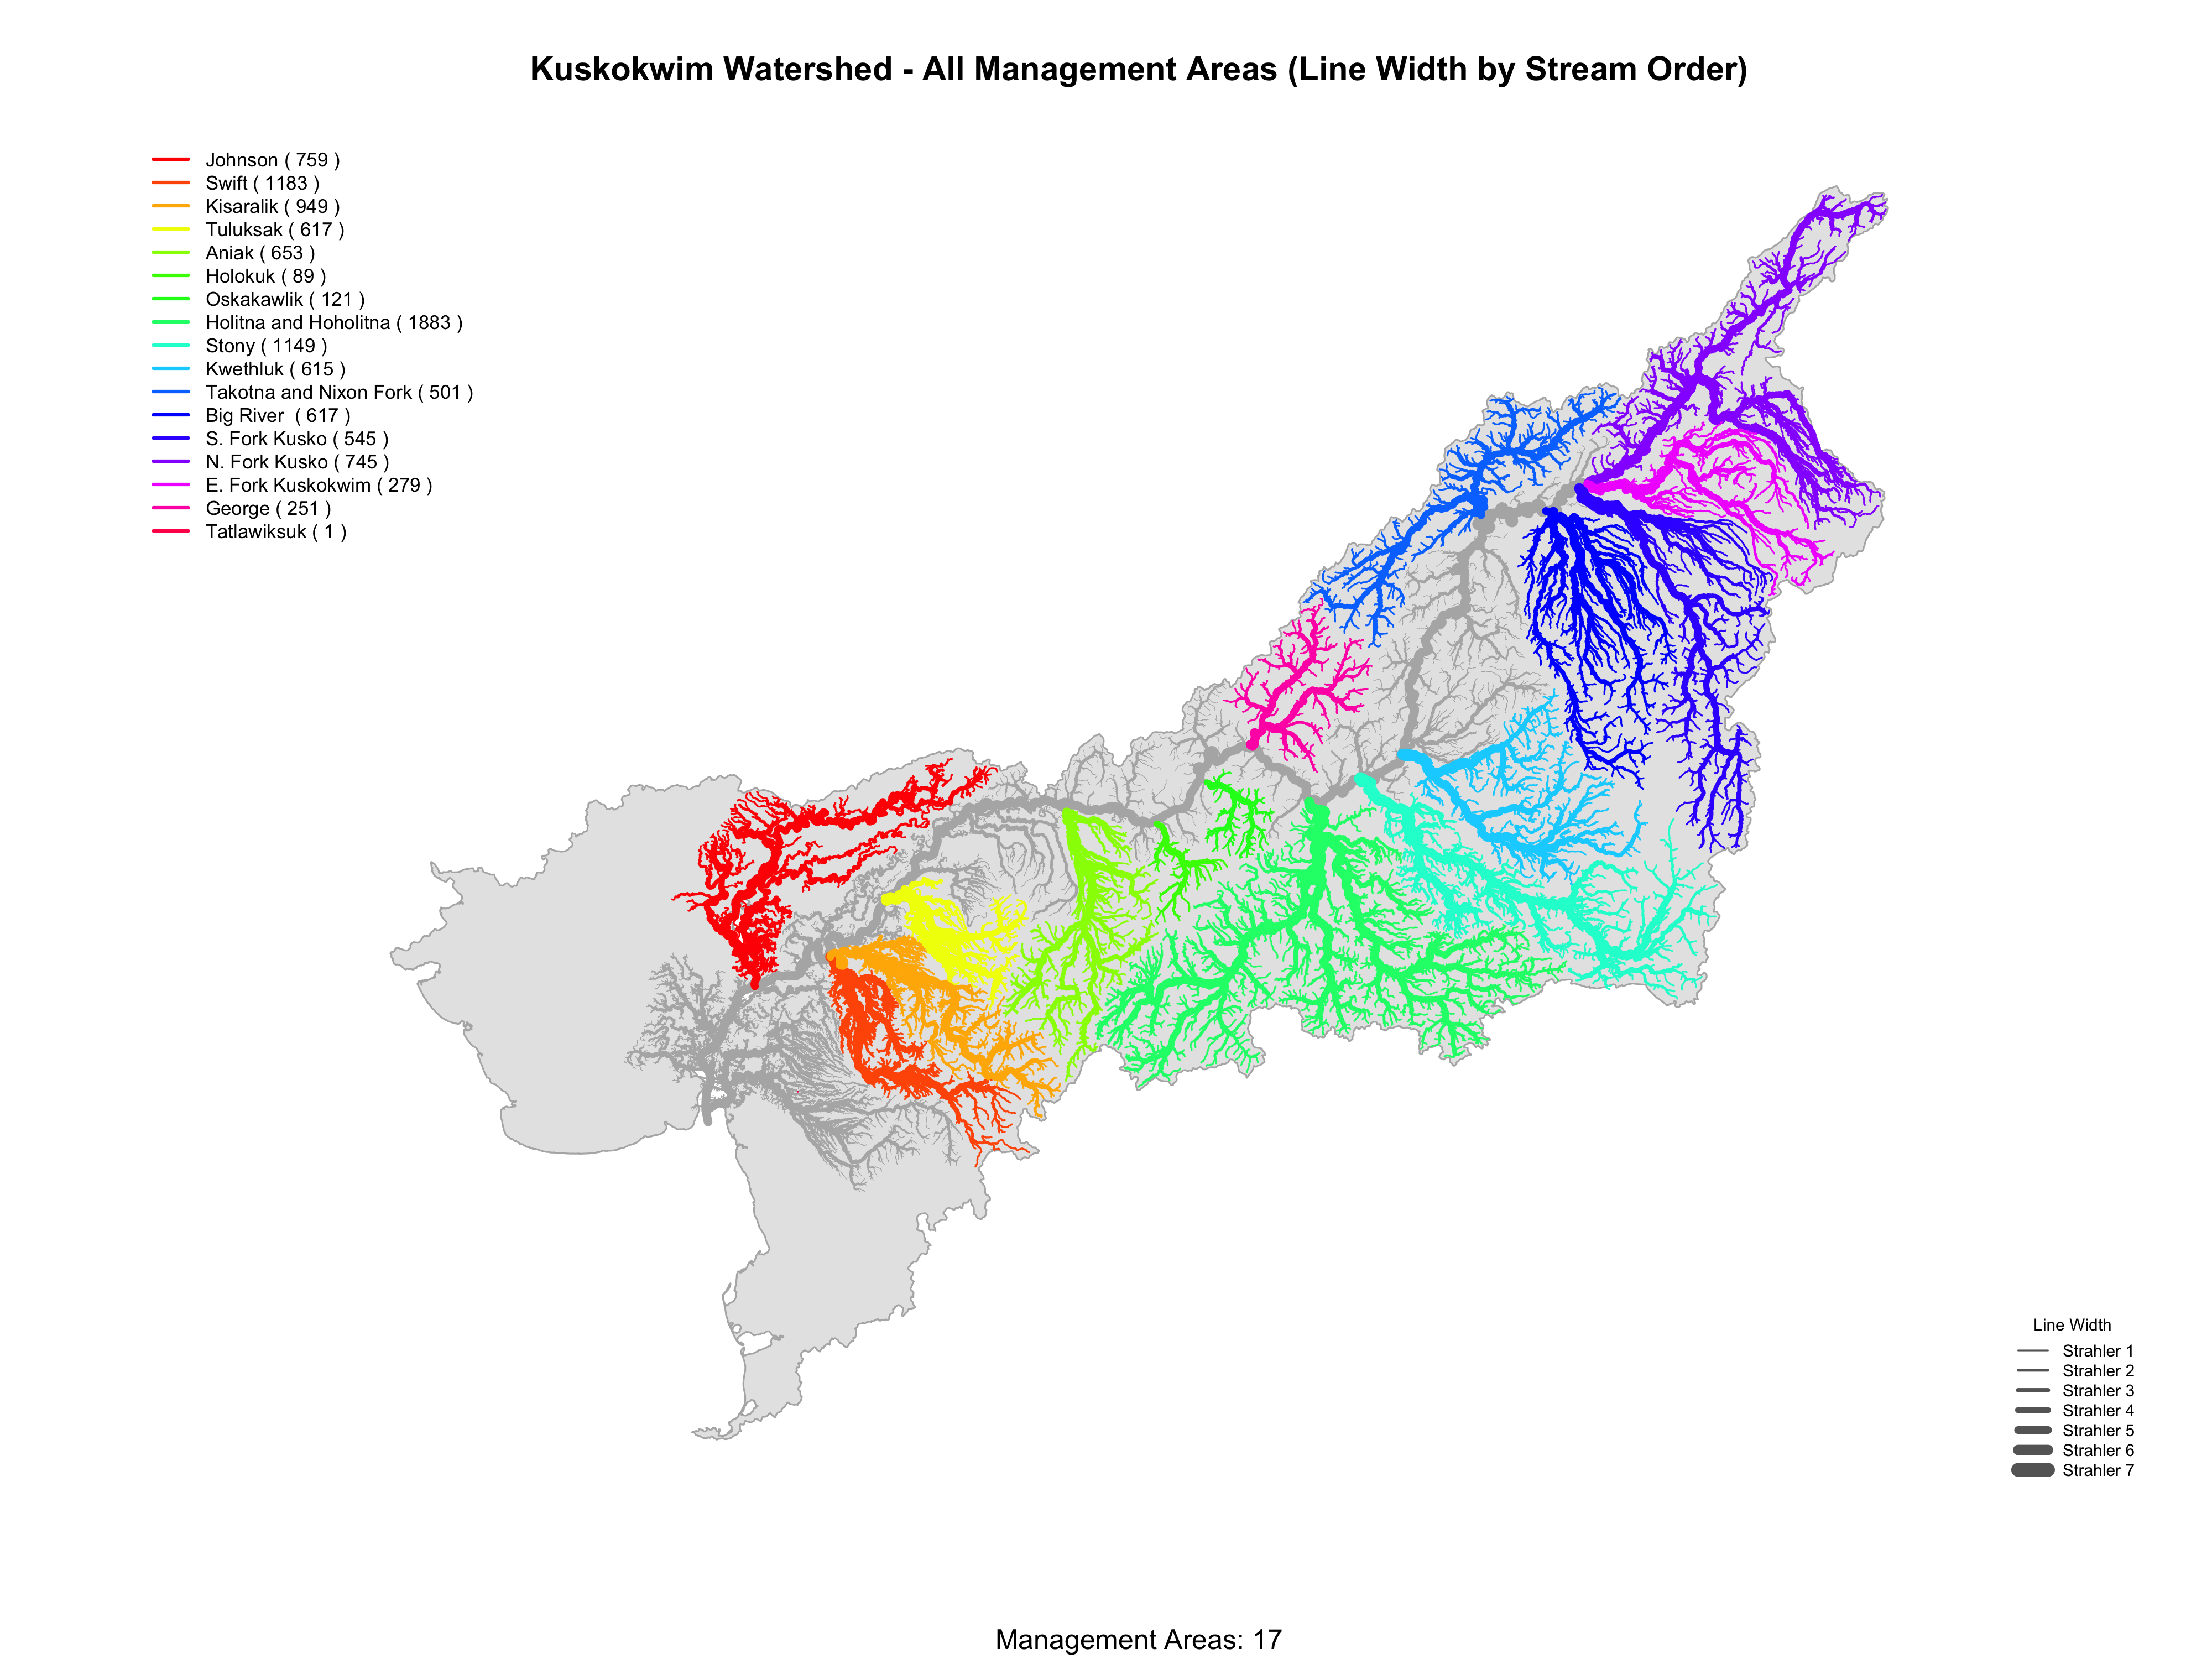 Kuskokwim Watershed - All Management Areas (Line Width by Stream Order)
Johnson ( 759 )
Swift ( 1183 )
Kisaralik ( 949 )
Tuluksak ( 617 )
Aniak ( 653 )
Holokuk ( 89 )
Oskakawlik ( 121 )
Holitna and Hoholitna ( 1883 )
Stony ( 1149 )
Kwethluk ( 615 )
Takotna and Nixon Fork ( 501 )
Big River  ( 617 )
S. Fork Kusko ( 545 )
N. Fork Kusko ( 745 )
E. Fork Kuskokwim ( 279 )
George ( 251 )
Tatlawiksuk ( 1 )
Line Width
Strahler 1
Strahler 2
Strahler 3
Strahler 4
Strahler 5
Strahler 6
Strahler 7
Management Areas: 17